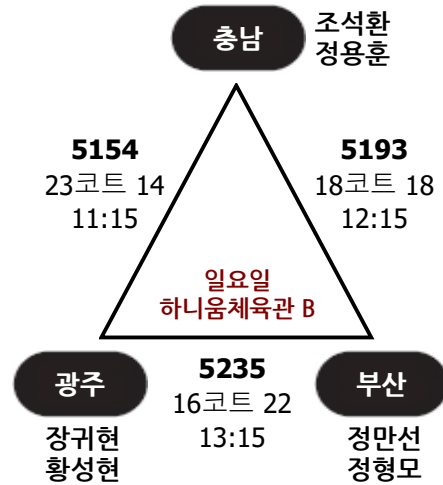 충남
조석환
정용훈
5154
23코트 14
11:15
5193
18코트 18
12:15
일요일
하니움체육관 B
광주
장귀현
황성현
5235
16코트 22
13:15
부산
정만선
정형모